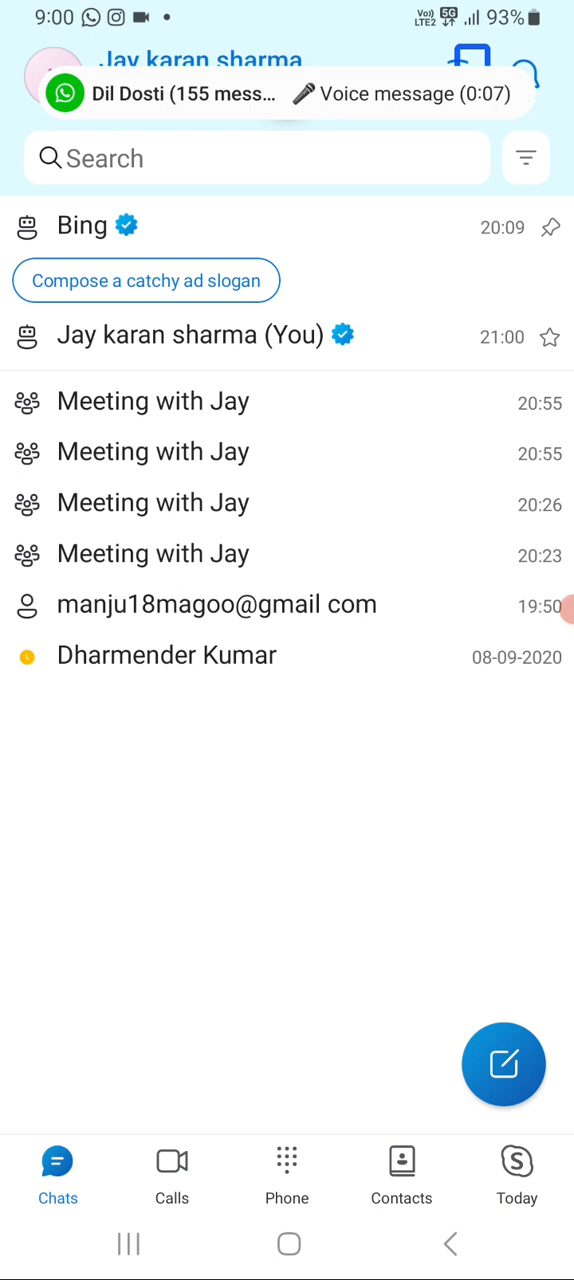 9:00 Vo)) LTE2 5G 93%
Jay karan sharma
Dil Dosti (155 mess... Voice message (0:07)
Search
Bing 20:09
Compose a catchy ad slogan
Jay karan sharma (You) 21:00
Meeting with Jay 20:55
Meeting with Jay 20:55
Meeting with Jay 20:26
Meeting with Jay 20:23
manju18magoo@gmail com 19:50
Dharmender Kumar 08-09-2020
Chats Calls Phone Contacts Today